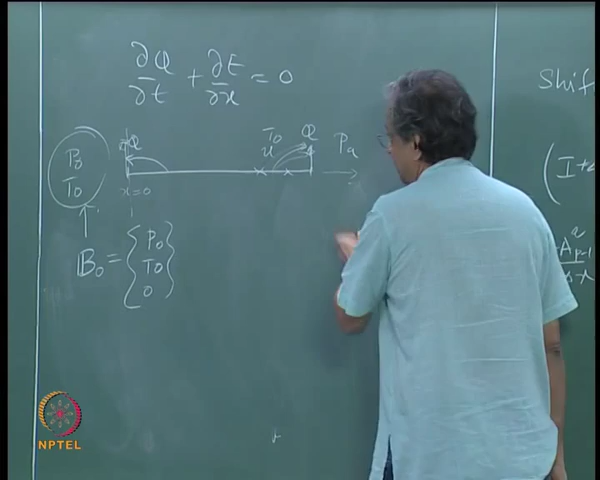 ∂Q/∂t + ∂E/∂x = 0
P₀
T₀
Q
T₀
u
Q
Pₐ
x=0
B₀ = { P₀ T₀ 0 }
Shif
(I+
NPTEL